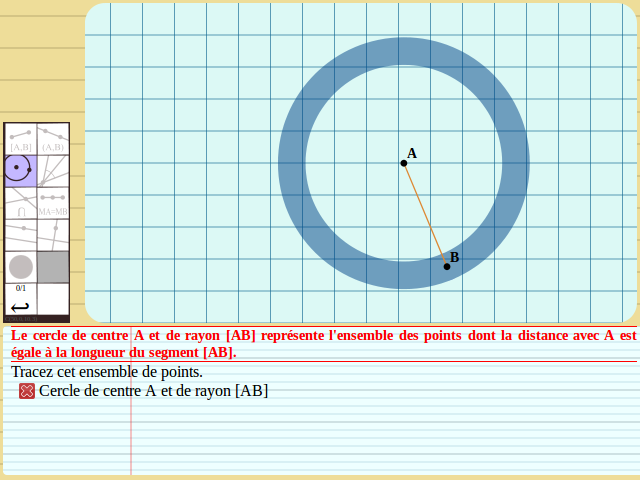 A
B
[A,B]
(A,B)
∩
MA=MB
0/1
Le cercle de centre A et de rayon [AB] représente l'ensemble des points dont la distance avec A est
égale à la longueur du segment [AB].
Tracez cet ensemble de points.
Cercle de centre A et de rayon [AB]